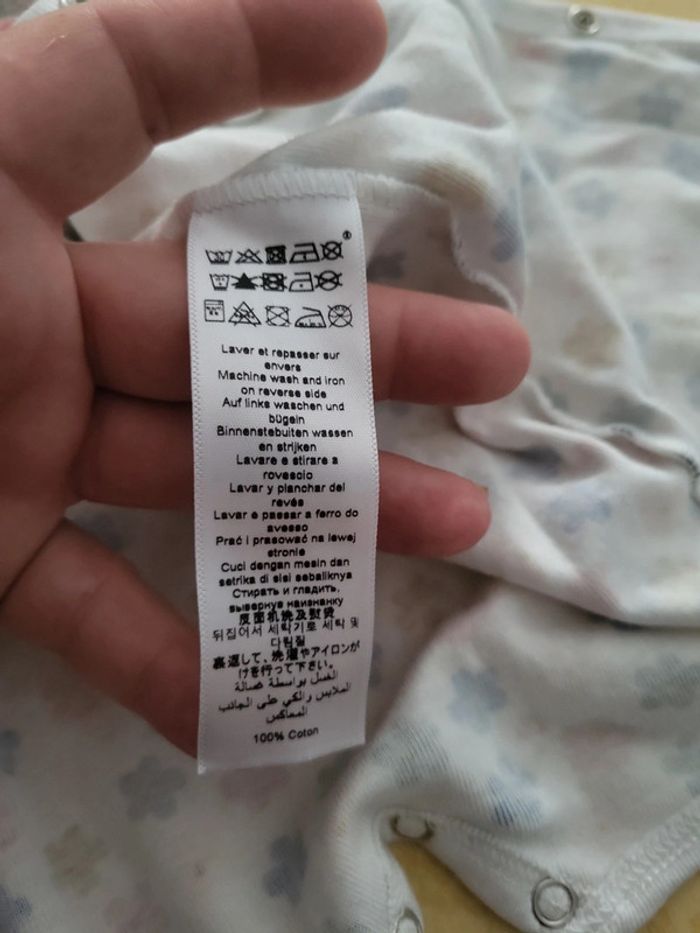 ®
Laver et repasser sur
envers
Machine wash and iron
on reverse side
Auf links waschen und
bügeln
Binnenstebuiten wassen
en strijken
Lavare e stirare a
rovescio
Lavar y planchar del
revés
Lavar e passar a ferro do
avesso
Prać i prasować na lewej
stronie
Cuci dengan mesin dan
setrika di sisi sebaliknya
Стирать и гладить,
вывернув наизнанку
反面机洗及熨烫
뒤집어서 세탁기로 세탁 및
다림질
裏返して、洗濯やアイロンが
けを行って下さい。
الغسل بواسطة غسالة
الملابس والكي على الجانب
المعاكس
100% Coton